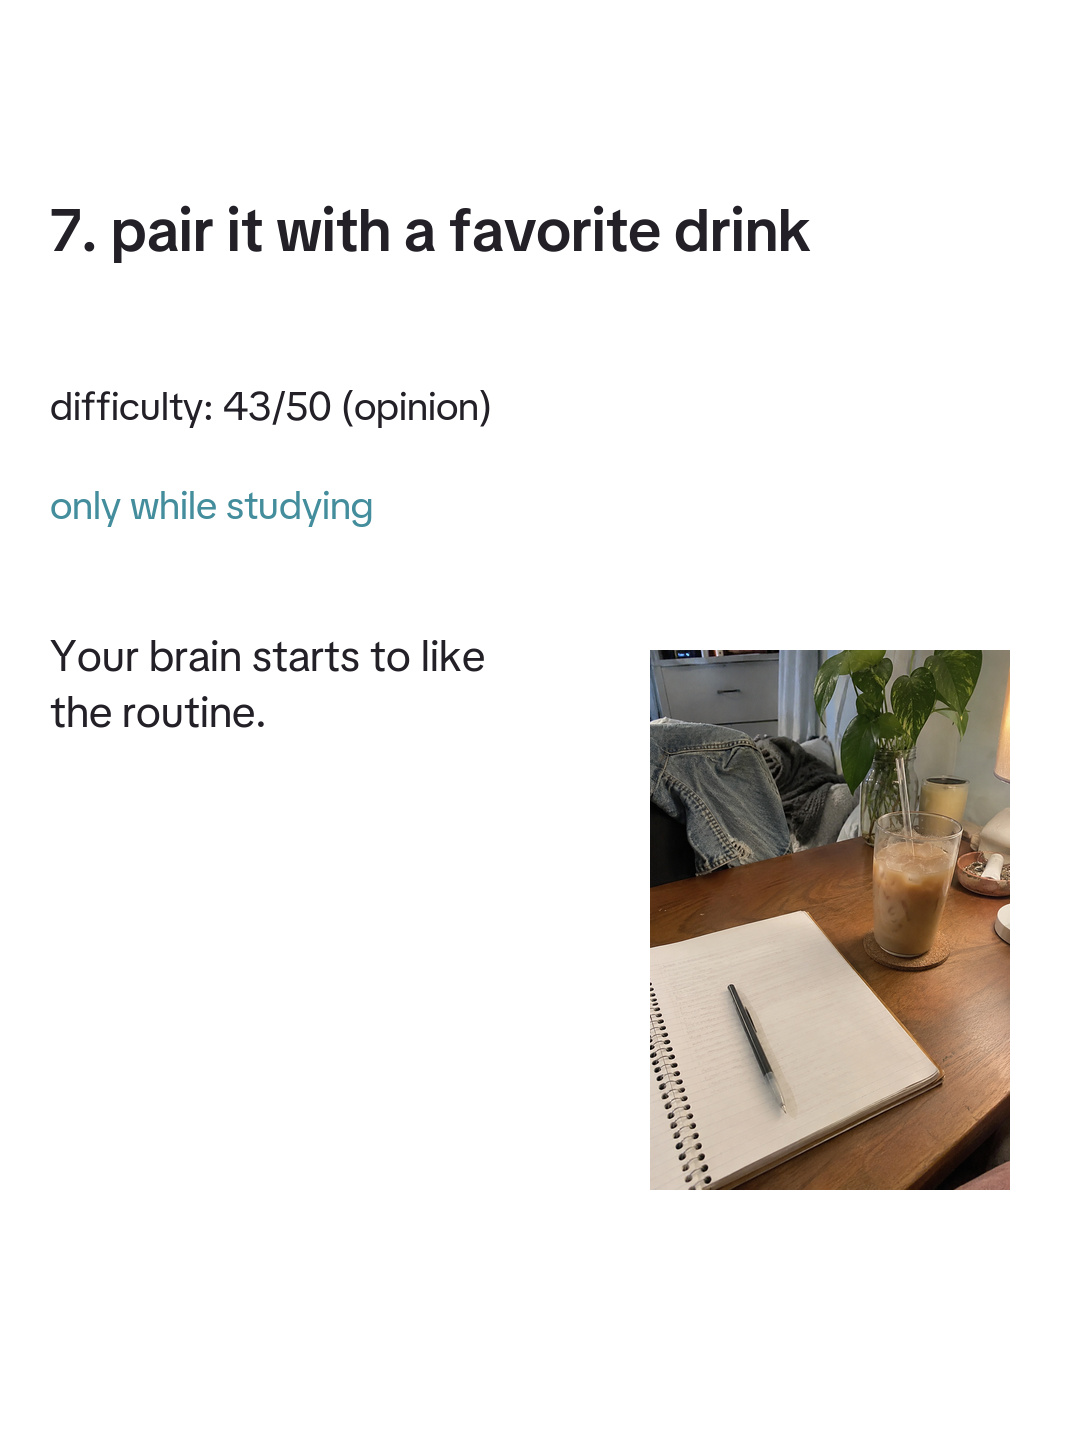 7. pair it with a favorite drink
difficulty: 43/50 (opinion)
only while studying
Your brain starts to like
the routine.